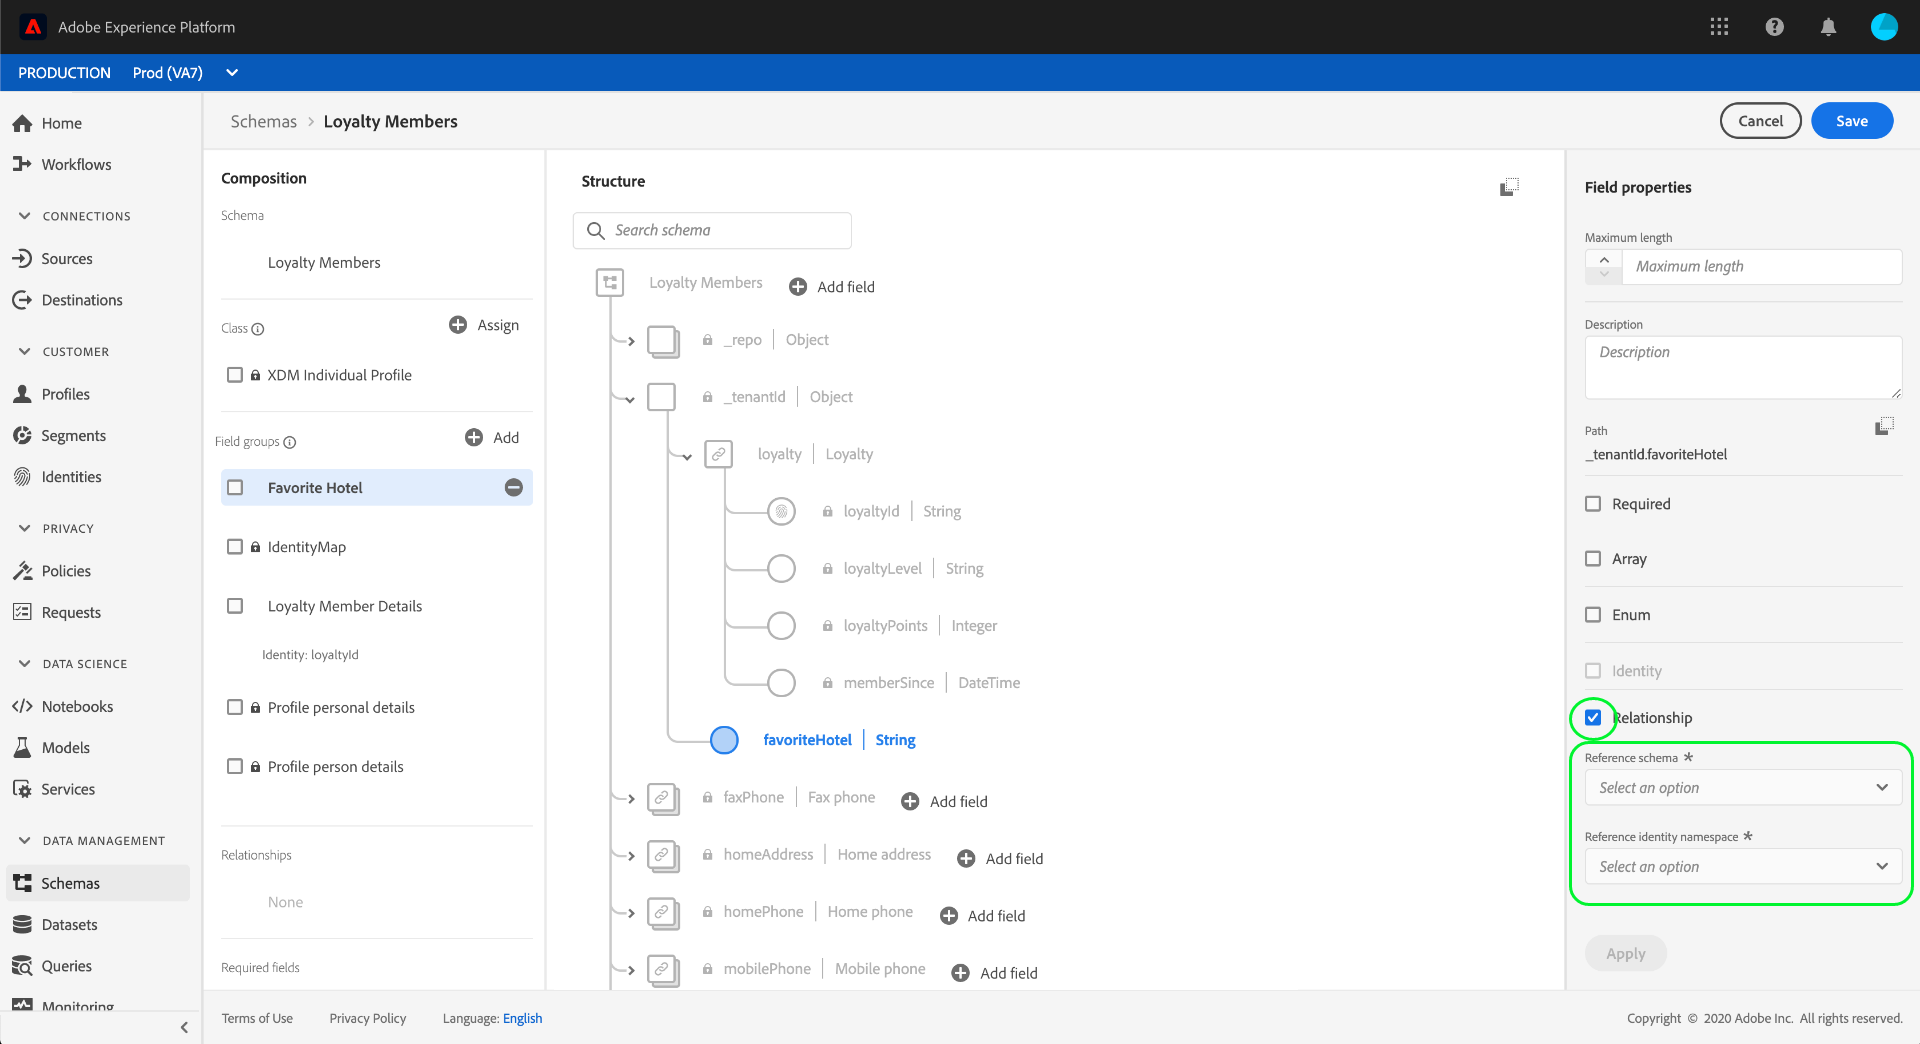 Adobe Experience Platform
PRODUCTION Prod (VA7)
Home
Workflows
CONNECTIONS
Sources
Destinations
CUSTOMER
Profiles
Segments
Identities
PRIVACY
Policies
Requests
DATA SCIENCE
Notebooks
Models
Services
DATA MANAGEMENT
Schemas
Datasets
Queries
Monitoring
Schemas > Loyalty Members
Cancel
Save
Composition
Schema
Loyalty Members
Class
Assign
XDM Individual Profile
Field groups
Add
Favorite Hotel
IdentityMap
Loyalty Member Details
Identity: loyaltyId
Profile personal details
Profile person details
Relationships
None
Required fields
Structure
Search schema
Loyalty Members Add field
_repo | Object
_tenantId | Object
loyalty | Loyalty
loyaltyId | String
loyaltyLevel | String
loyaltyPoints | Integer
memberSince | DateTime
favoriteHotel | String
faxPhone | Fax phone Add field
homeAddress | Home address Add field
homePhone | Home phone Add field
mobilePhone | Mobile phone Add field
Field properties
Maximum length
Maximum length
Description
Description
Path
_tenantId.favoriteHotel
Required
Array
Enum
Identity
Relationship
Reference schema *
Select an option
Reference identity namespace *
Select an option
Apply
Terms of Use Privacy Policy Language: English
Copyright © 2020 Adobe Inc. All rights reserved.